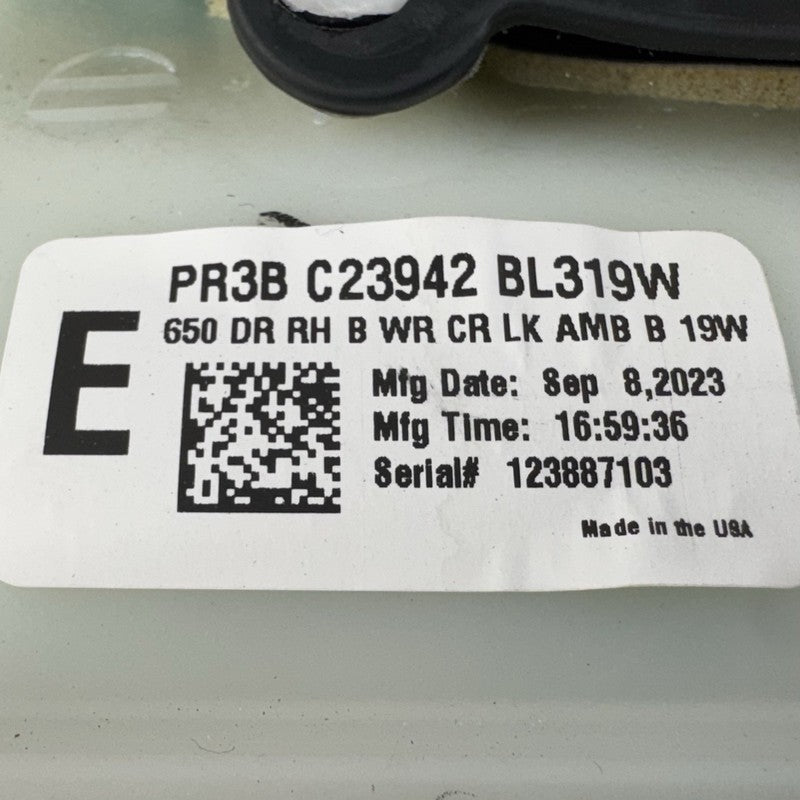 PR3B C23942 BL319W
E
650 DR RH B WR CR LK AMB B 19W
Mfg Date: Sep 8,2023
Mfg Time: 16:59:36
Serial# 123887103
Made in the USA